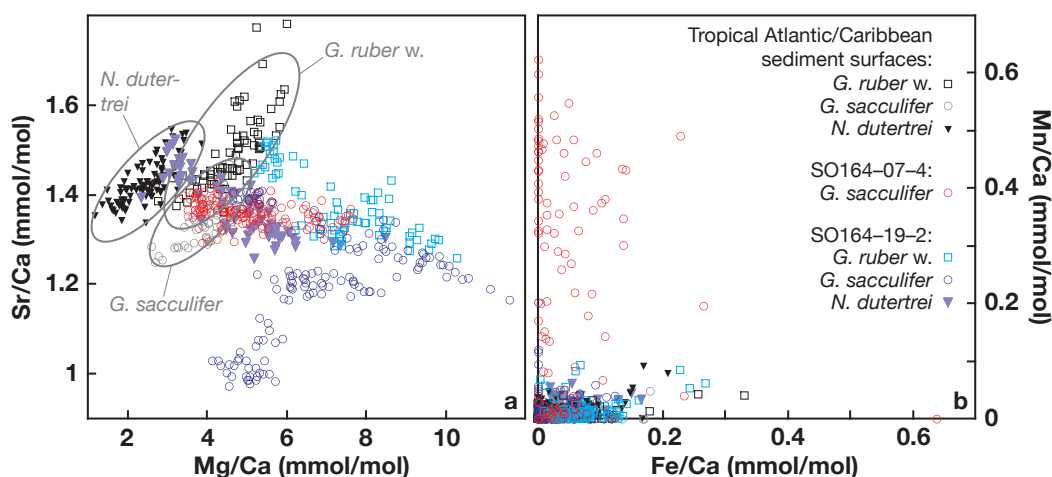 G. ruber w.
N. duter-
trei
G. sacculifer
1.6
1.4
1.2
1
Sr/Ca (mmol/mol)
2
4
6
8
10
Mg/Ca (mmol/mol)
a
Tropical Atlantic/Caribbean
sediment surfaces:
G. ruber w.
G. sacculifer
N. dutertrei
SO164–07–4:
G. sacculifer
SO164–19–2:
G. ruber w.
G. sacculifer
N. dutertrei
0.6
0.4
0.2
0
Mn/Ca (mmol/mol)
b
0
0.2
0.4
0.6
Fe/Ca (mmol/mol)